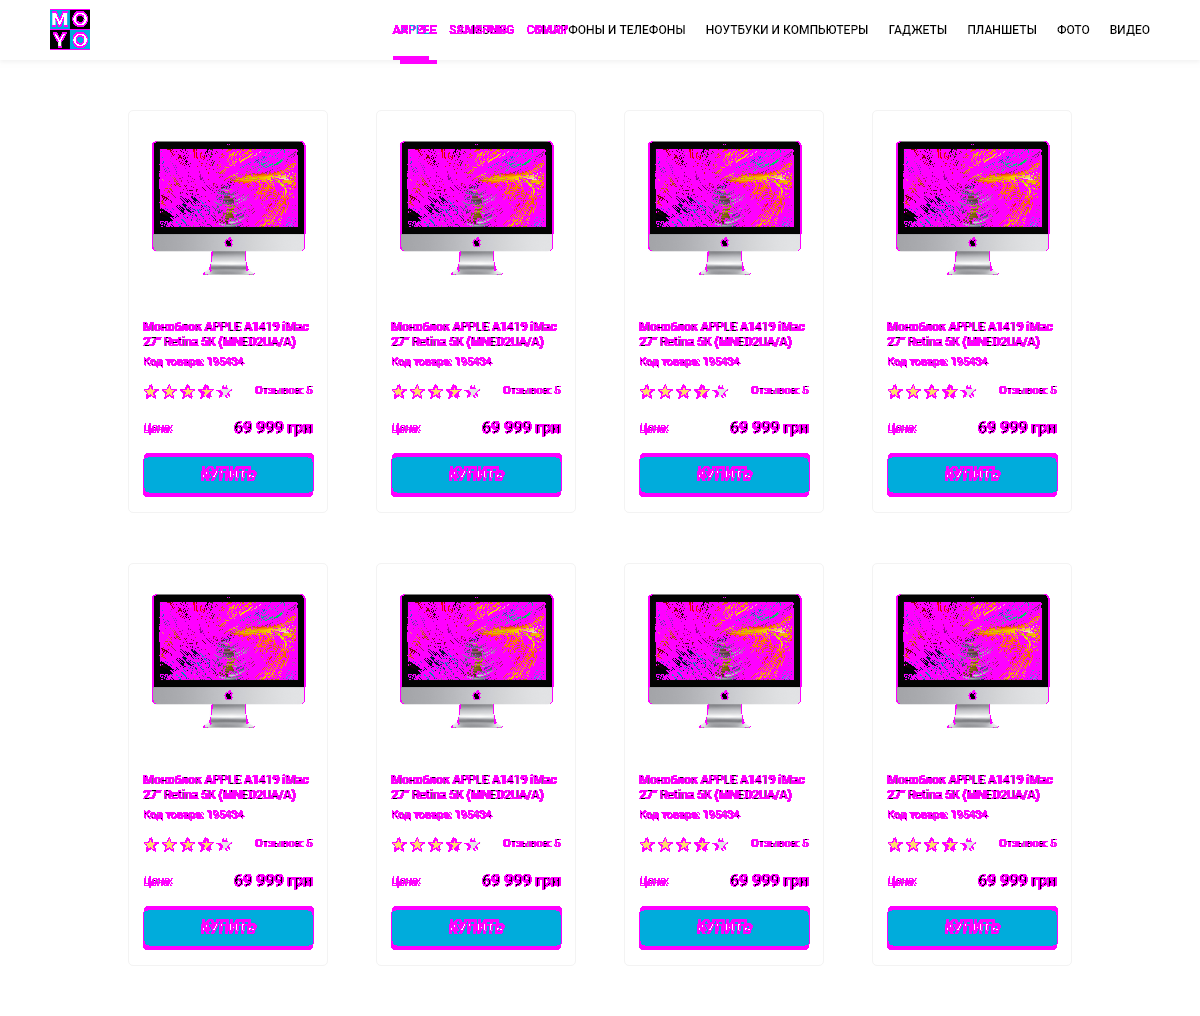 MOYO
APPLE SAMSUNG СМАРТФОНЫ И ТЕЛЕФОНЫ НОУТБУКИ И КОМПЬЮТЕРЫ ГАДЖЕТЫ ПЛАНШЕТЫ ФОТО ВИДЕО
Моноблок APPLE A1419 iMac
27" Retina 5K (MNED2UA/A)
Код товара: 195434
Отзывов: 5
Цена: 69 999 грн
КУПИТЬ
Моноблок APPLE A1419 iMac
27" Retina 5K (MNED2UA/A)
Код товара: 195434
Отзывов: 5
Цена: 69 999 грн
КУПИТЬ
Моноблок APPLE A1419 iMac
27" Retina 5K (MNED2UA/A)
Код товара: 195434
Отзывов: 5
Цена: 69 999 грн
КУПИТЬ
Моноблок APPLE A1419 iMac
27" Retina 5K (MNED2UA/A)
Код товара: 195434
Отзывов: 5
Цена: 69 999 грн
КУПИТЬ
Моноблок APPLE A1419 iMac
27" Retina 5K (MNED2UA/A)
Код товара: 195434
Отзывов: 5
Цена: 69 999 грн
КУПИТЬ
Моноблок APPLE A1419 iMac
27" Retina 5K (MNED2UA/A)
Код товара: 195434
Отзывов: 5
Цена: 69 999 грн
КУПИТЬ
Моноблок APPLE A1419 iMac
27" Retina 5K (MNED2UA/A)
Код товара: 195434
Отзывов: 5
Цена: 69 999 грн
КУПИТЬ
Моноблок APPLE A1419 iMac
27" Retina 5K (MNED2UA/A)
Код товара: 195434
Отзывов: 5
Цена: 69 999 грн
КУПИТЬ